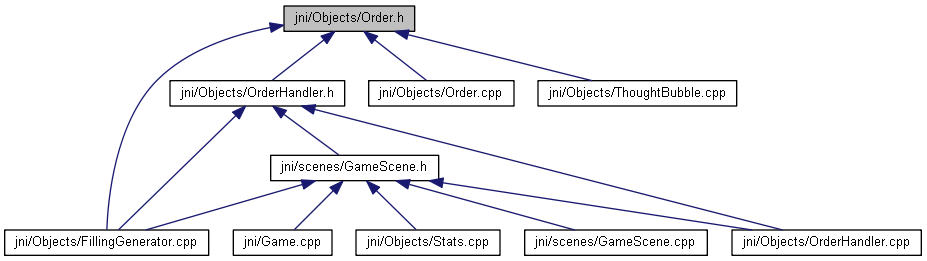 jni/Objects/Order.h
jni/Objects/OrderHandler.h
jni/Objects/Order.cpp
jni/Objects/ThoughtBubble.cpp
jni/scenes/GameScene.h
jni/Objects/FillingGenerator.cpp
jni/Game.cpp
jni/Objects/Stats.cpp
jni/scenes/GameScene.cpp
jni/Objects/OrderHandler.cpp